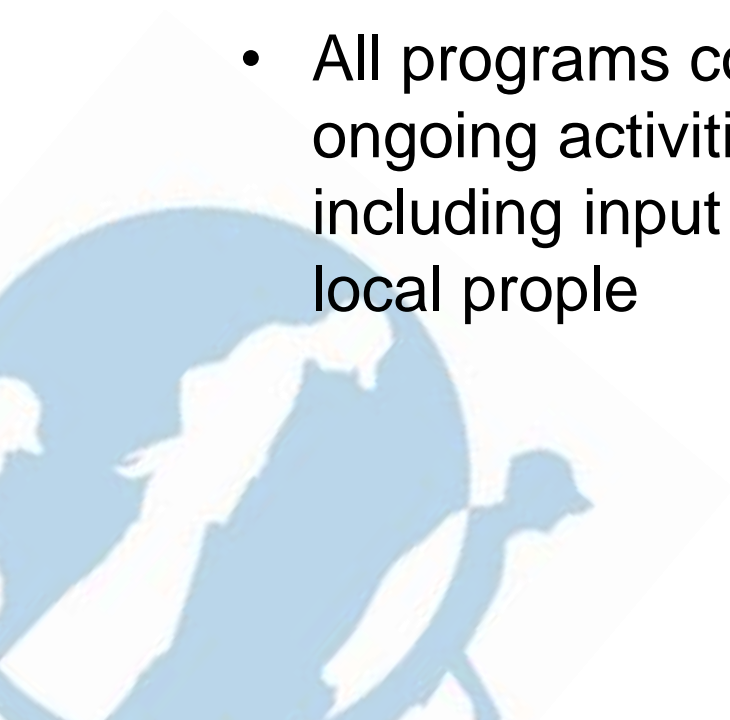 • All programs co
ongoing activiti
including input
local prople